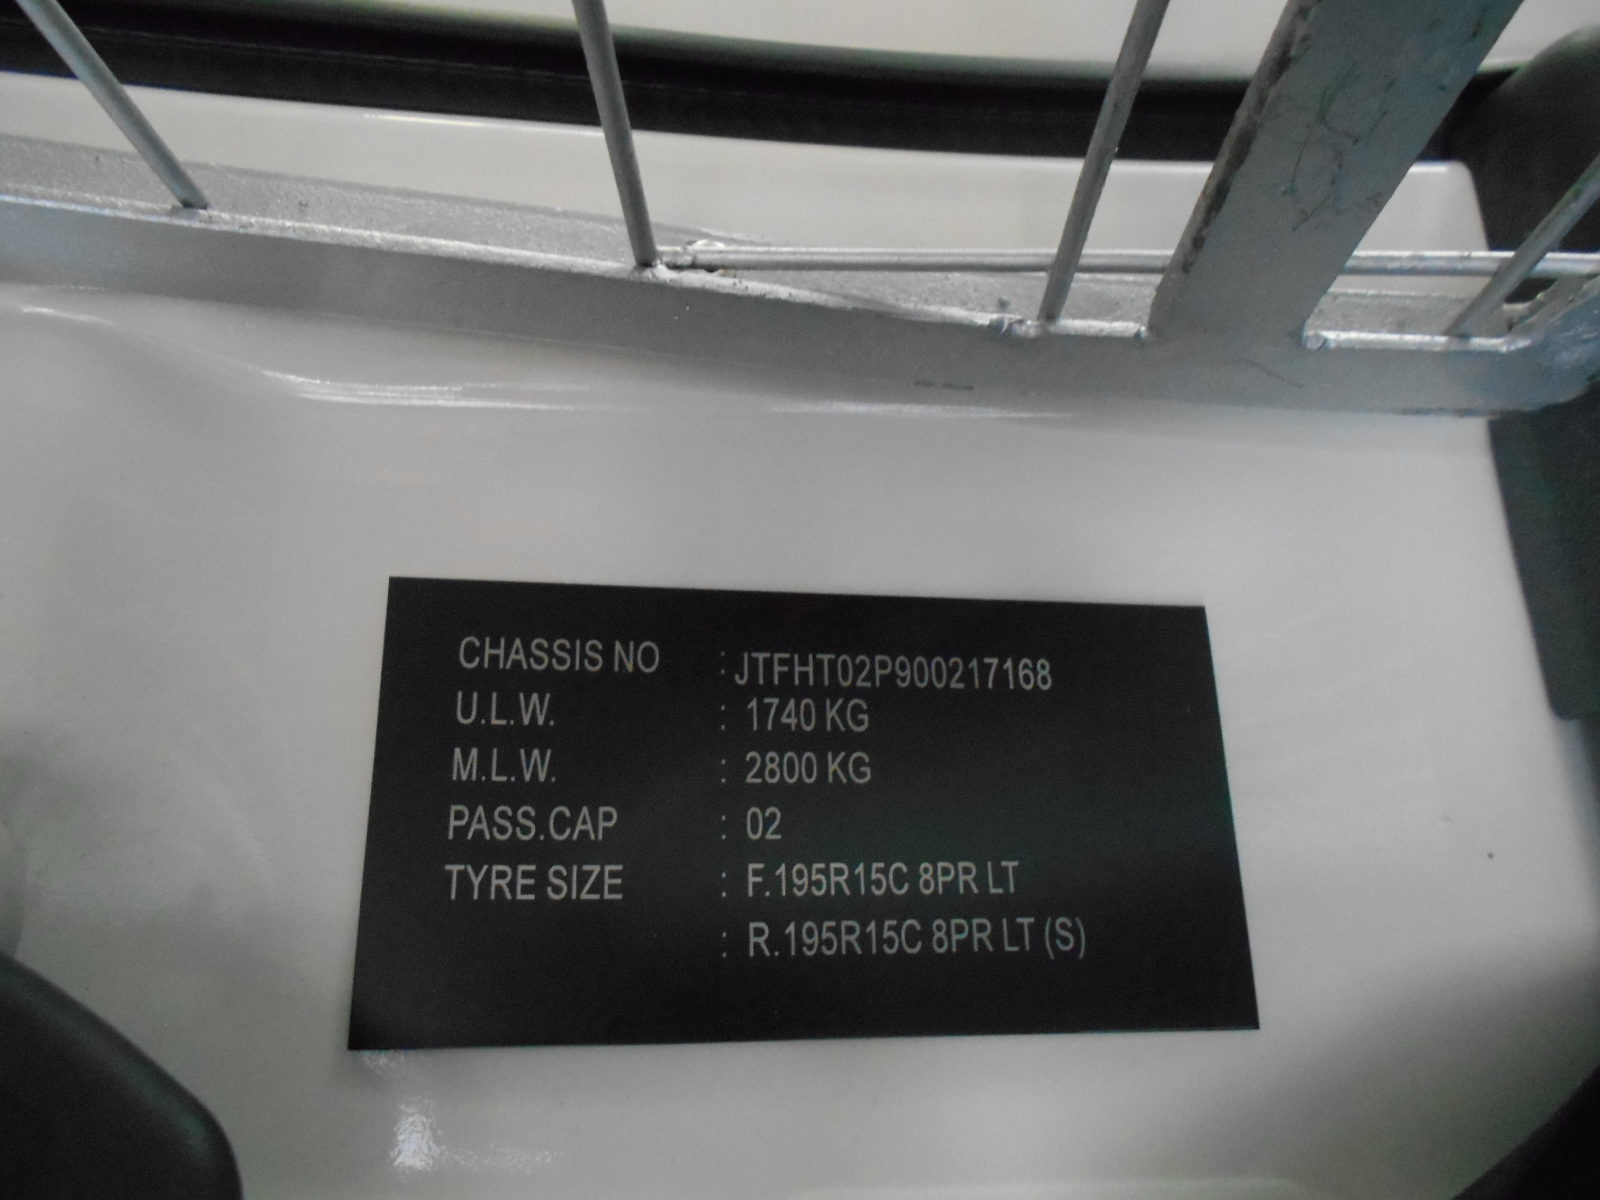 CHASSIS NO : JTFHT02P900217168
U.L.W. : 1740 KG
M.L.W. : 2800 KG
PASS.CAP : 02
TYRE SIZE : F.195R15C 8PR LT
: R.195R15C 8PR LT (S)